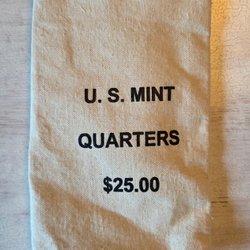 U. S. MINT
QUARTERS
$25.00